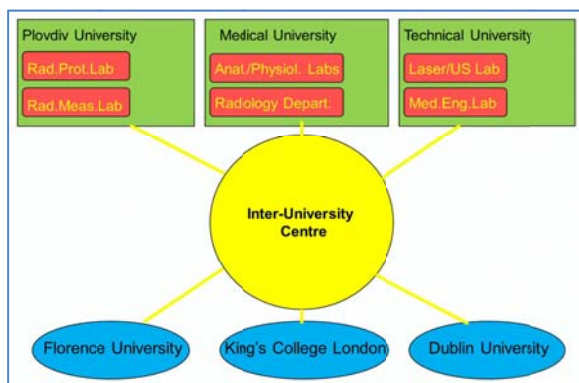 Plovdiv University
Rad.Prot.Lab
Rad.Meas.Lab
Medical University
Anat./Physiol. Labs
Radiology Depart.
Technical University
Laser/US Lab
Med.Eng.Lab
Inter-University
Centre
Florence University
King's College London
Dublin University